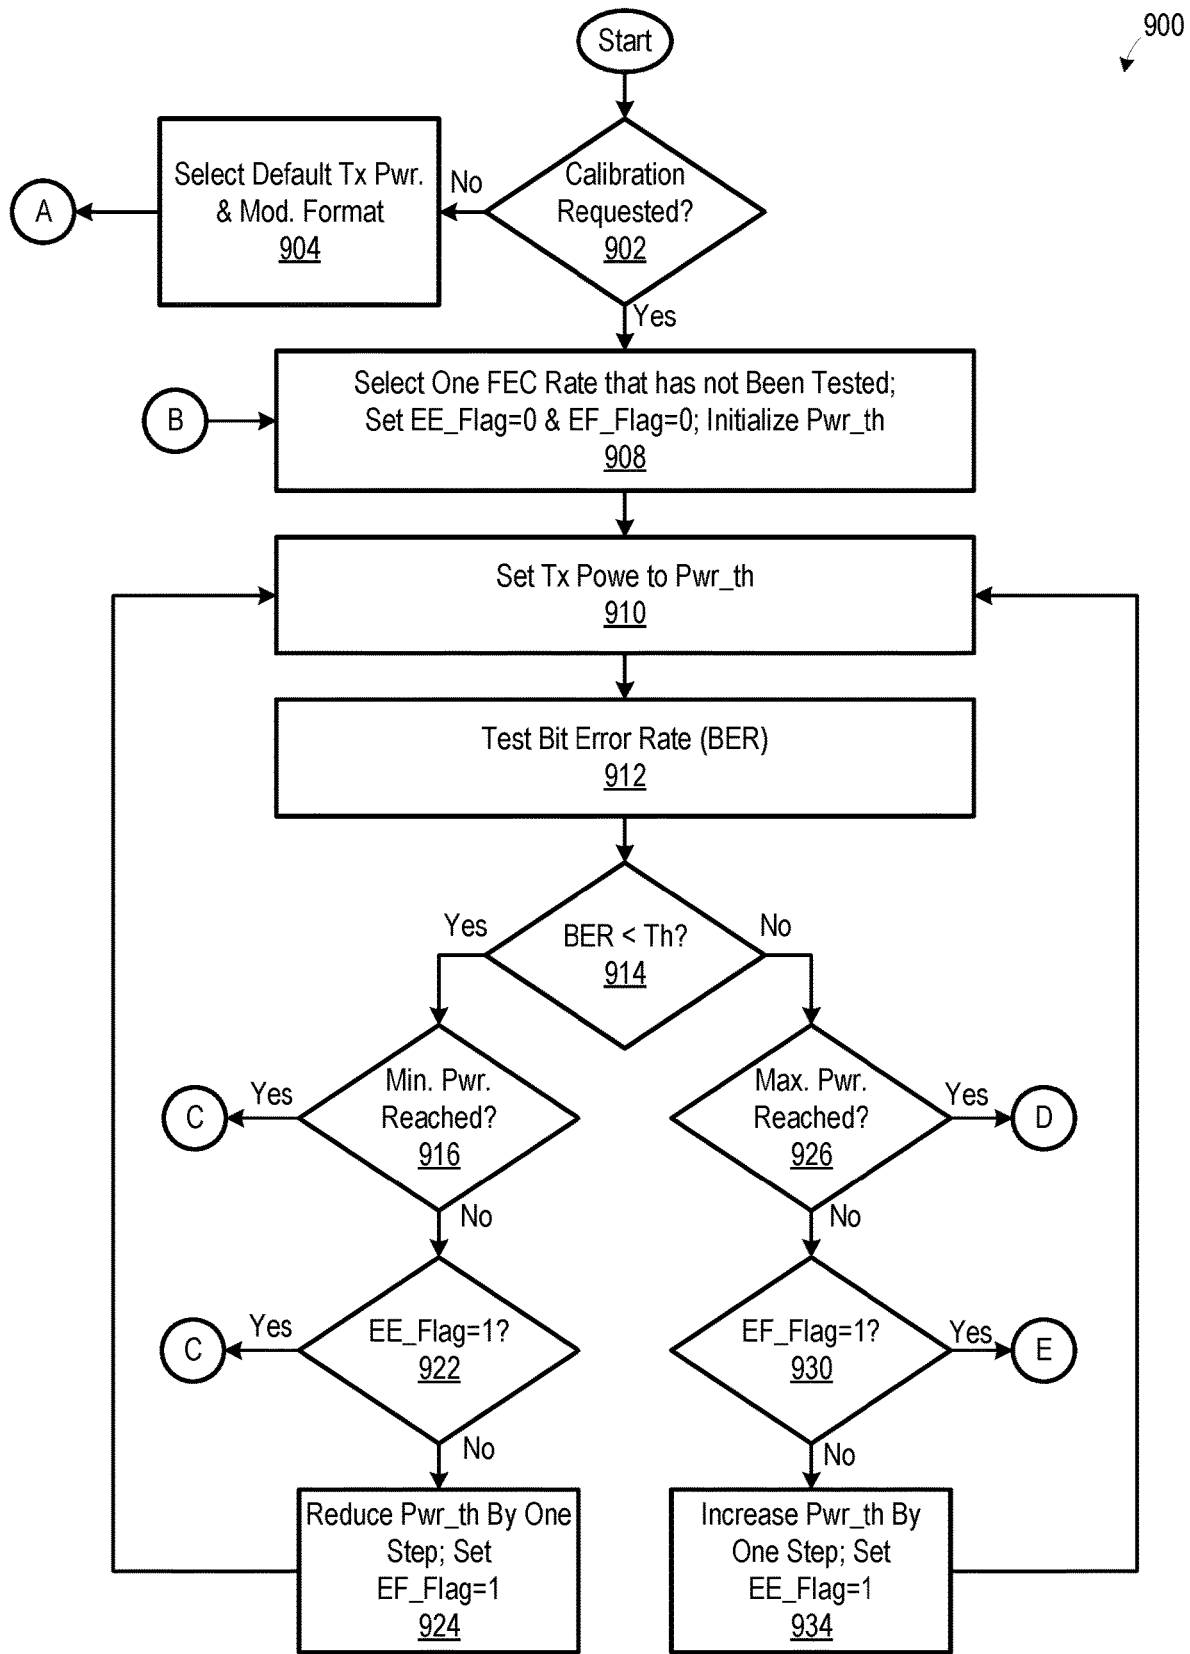 900
Start
Calibration
Requested?
902
No
Yes
Select Default Tx Pwr.
& Mod. Format
904
A
B
Select One FEC Rate that has not Been Tested;
Set EE_Flag=0 & EF_Flag=0; Initialize Pwr_th
908
Set Tx Powe to Pwr_th
910
Test Bit Error Rate (BER)
912
BER < Th?
914
Yes
No
Min. Pwr.
Reached?
916
Yes
C
No
Max. Pwr.
Reached?
926
Yes
D
No
EE_Flag=1?
922
Yes
C
No
EF_Flag=1?
930
Yes
E
No
Reduce Pwr_th By One
Step; Set
EF_Flag=1
924
Increase Pwr_th By
One Step; Set
EE_Flag=1
934